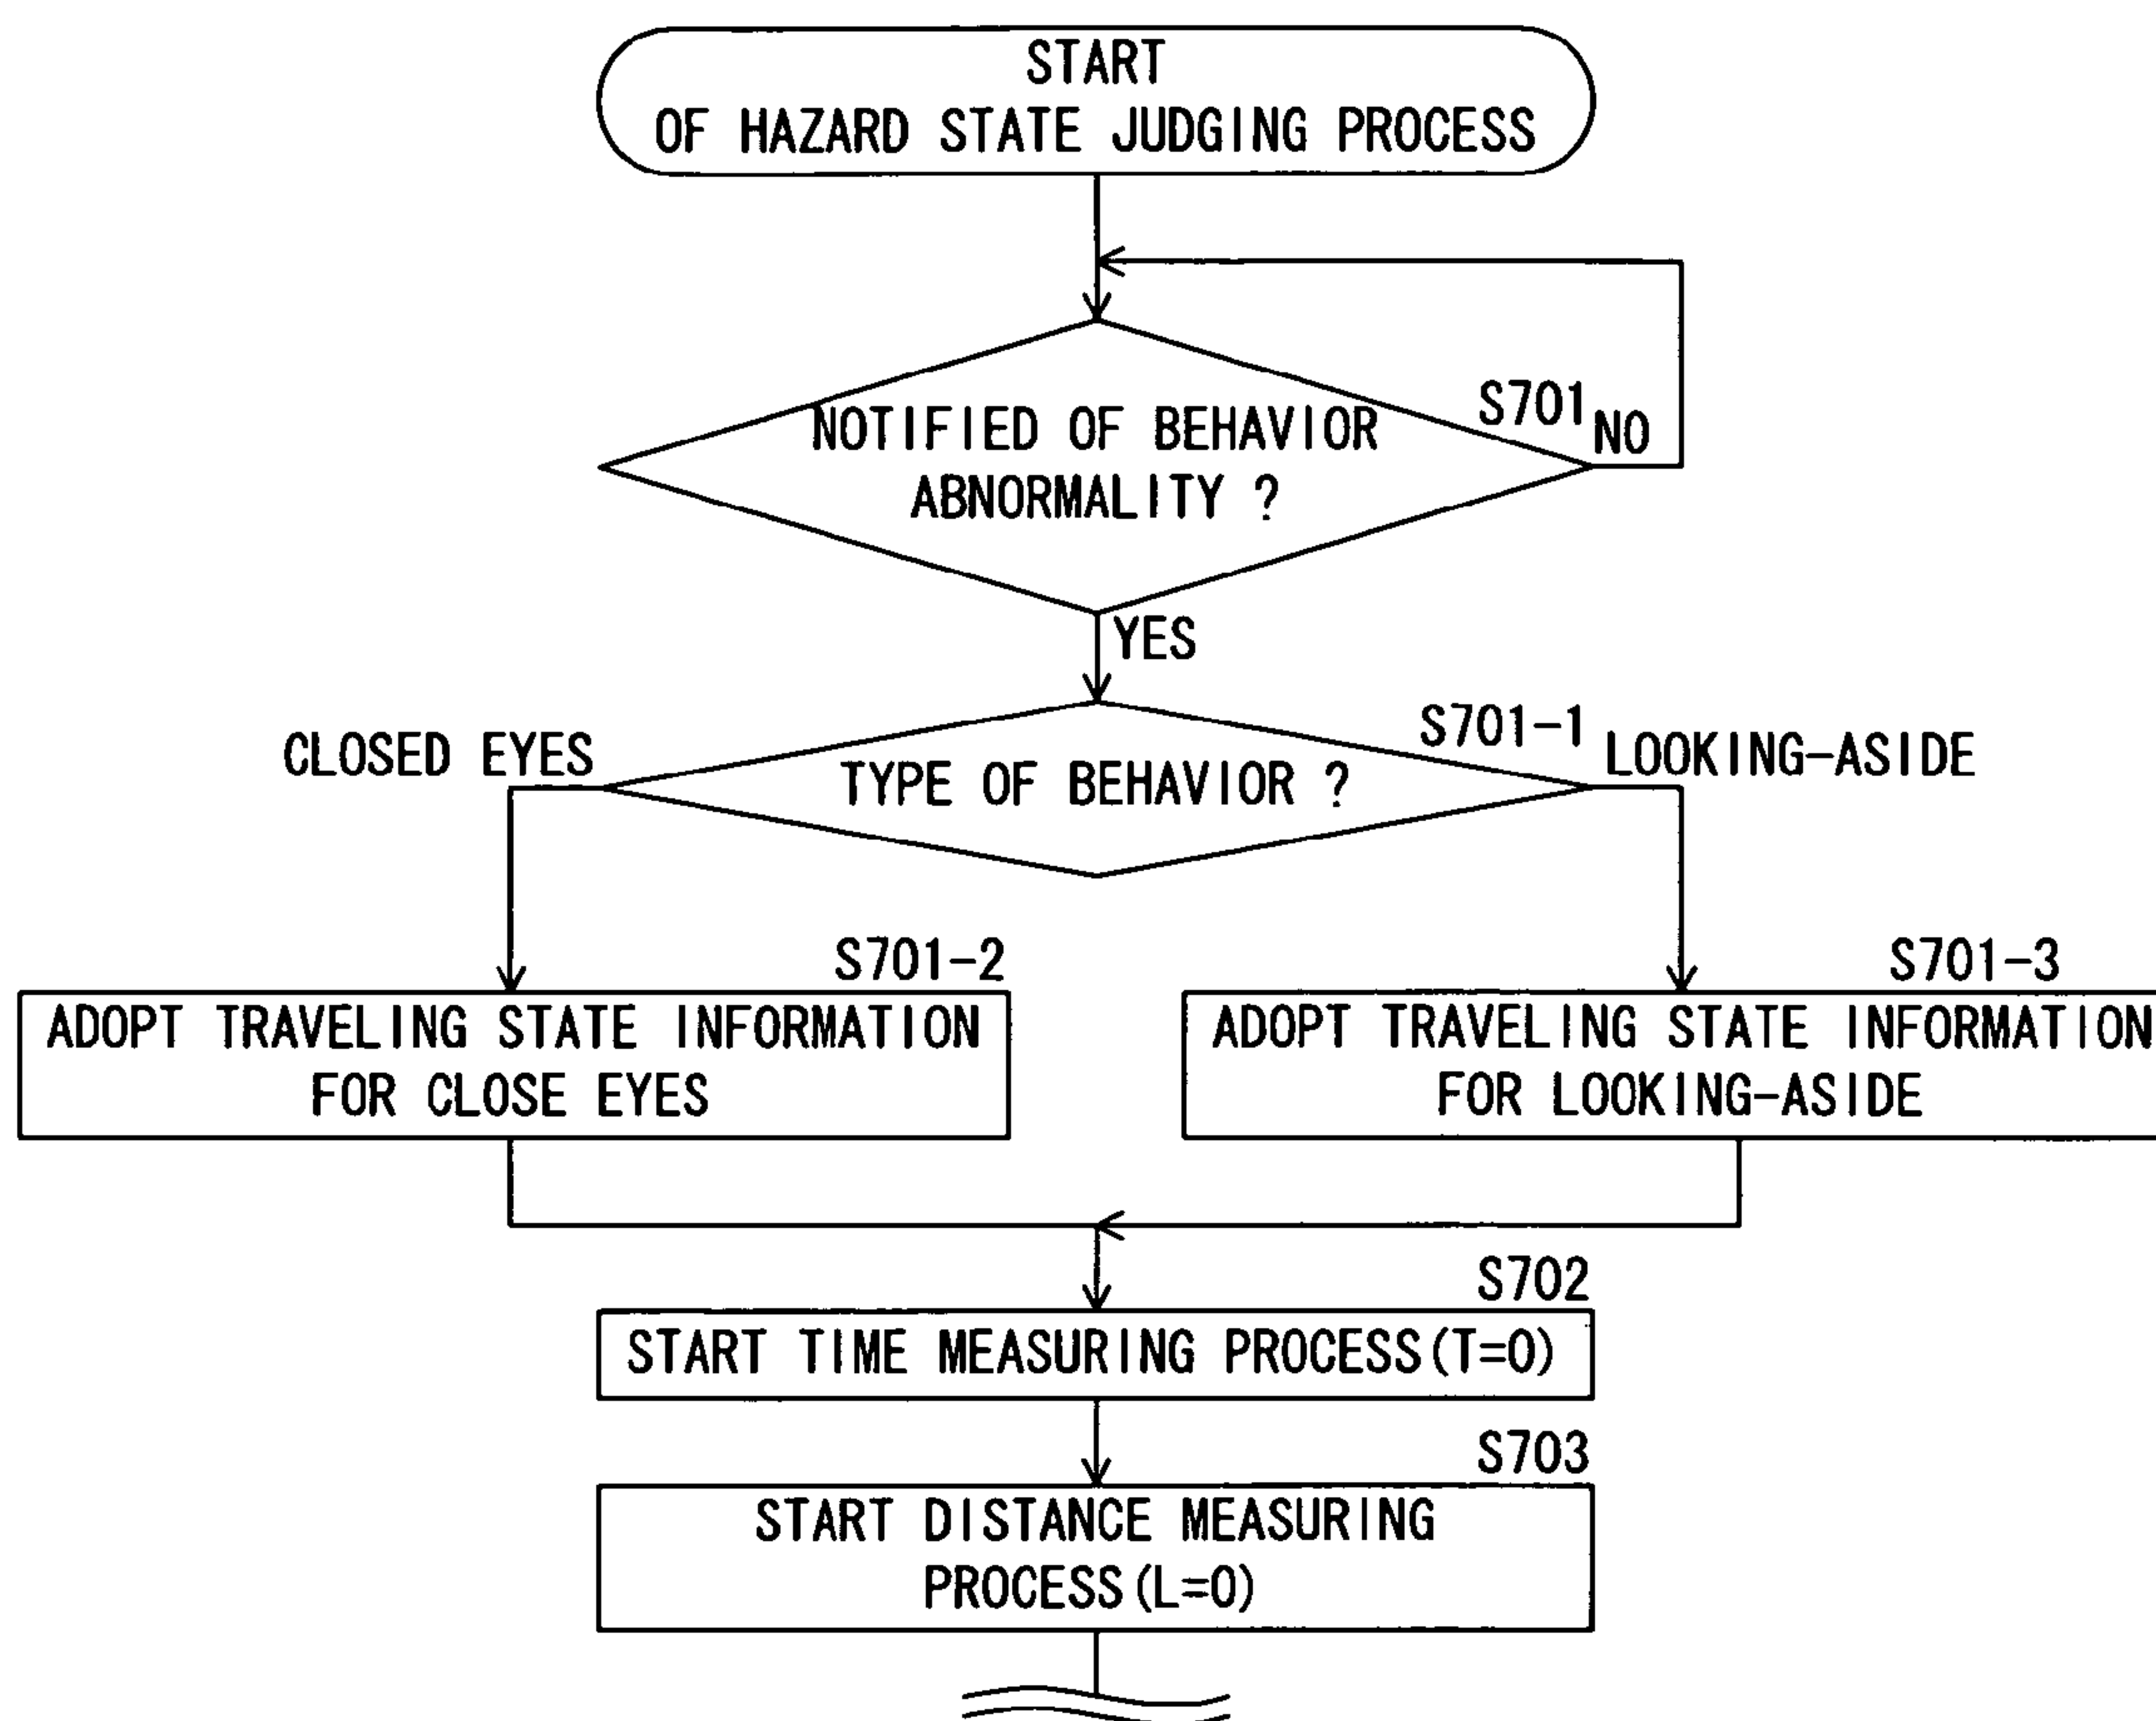 START
OF HAZARD STATE JUDGING PROCESS
NOTIFIED OF BEHAVIOR
ABNORMALITY ?
S701
NO
YES
CLOSED EYES
TYPE OF BEHAVIOR ?
S701-1
LOOKING-ASIDE
S701-2
ADOPT TRAVELING STATE INFORMATION
FOR CLOSE EYES
S701-3
ADOPT TRAVELING STATE INFORMATION
FOR LOOKING-ASIDE
S702
START TIME MEASURING PROCESS(T=0)
S703
START DISTANCE MEASURING
PROCESS(L=0)